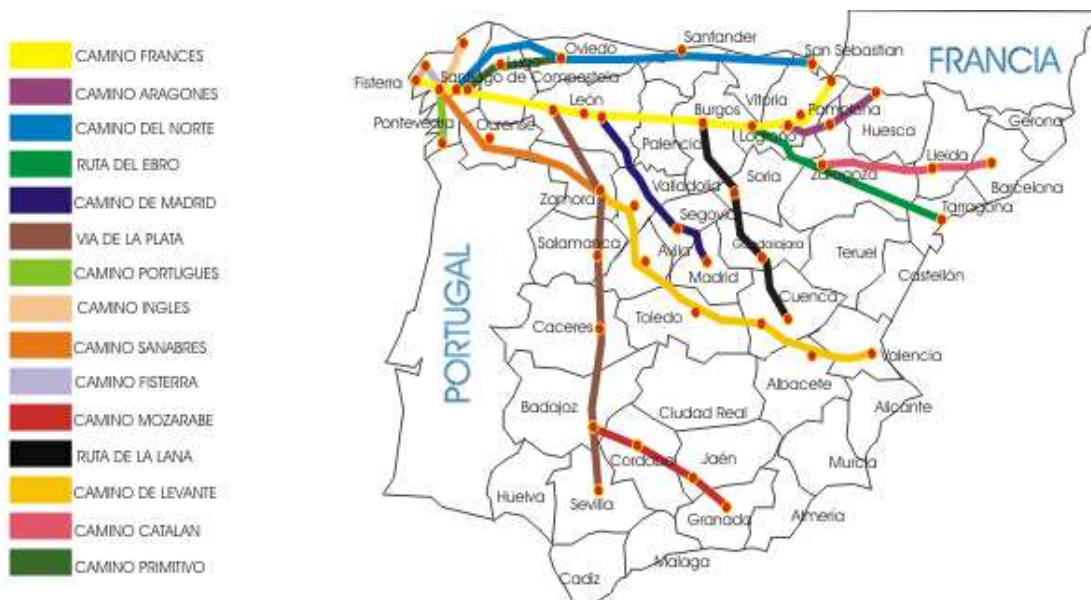 CAMINO FRANCES
CAMINO ARAGONES
CAMINO DEL NORTE
RUTA DEL EBRO
CAMINO DE MADRID
VIA DE LA PLATA
CAMINO PORTUGUES
CAMINO INGLES
CAMINO SANABRES
CAMINO FISTERRA
CAMINO MOZARABE
RUTA DE LA LANA
CAMINO DE LEVANTE
CAMINO CATALAN
CAMINO PRIMITIVO
Santander
Oviedo
San Sebastian
FRANCIA
Lugo
Fisterra
Santiago de Compostela
León
Burgos
Vitoria
Pamplona
Huesca
Gerona
Pontevedra
Ourense
Palencia
Logroño
Lleida
Zaragoza
Soria
Barcelona
Valladolid
Zamora
Segovia
Tarragona
Salamanca
Avila
Guadalajara
Teruel
Castellón
Madrid
PORTUGAL
Cuenca
Toledo
Caceres
Valencia
Albacete
Badajoz
Ciudad Real
Alicante
Cordoba
Jaén
Murcia
Huelva
Sevilla
Granada
Almeria
Malaga
Cadiz